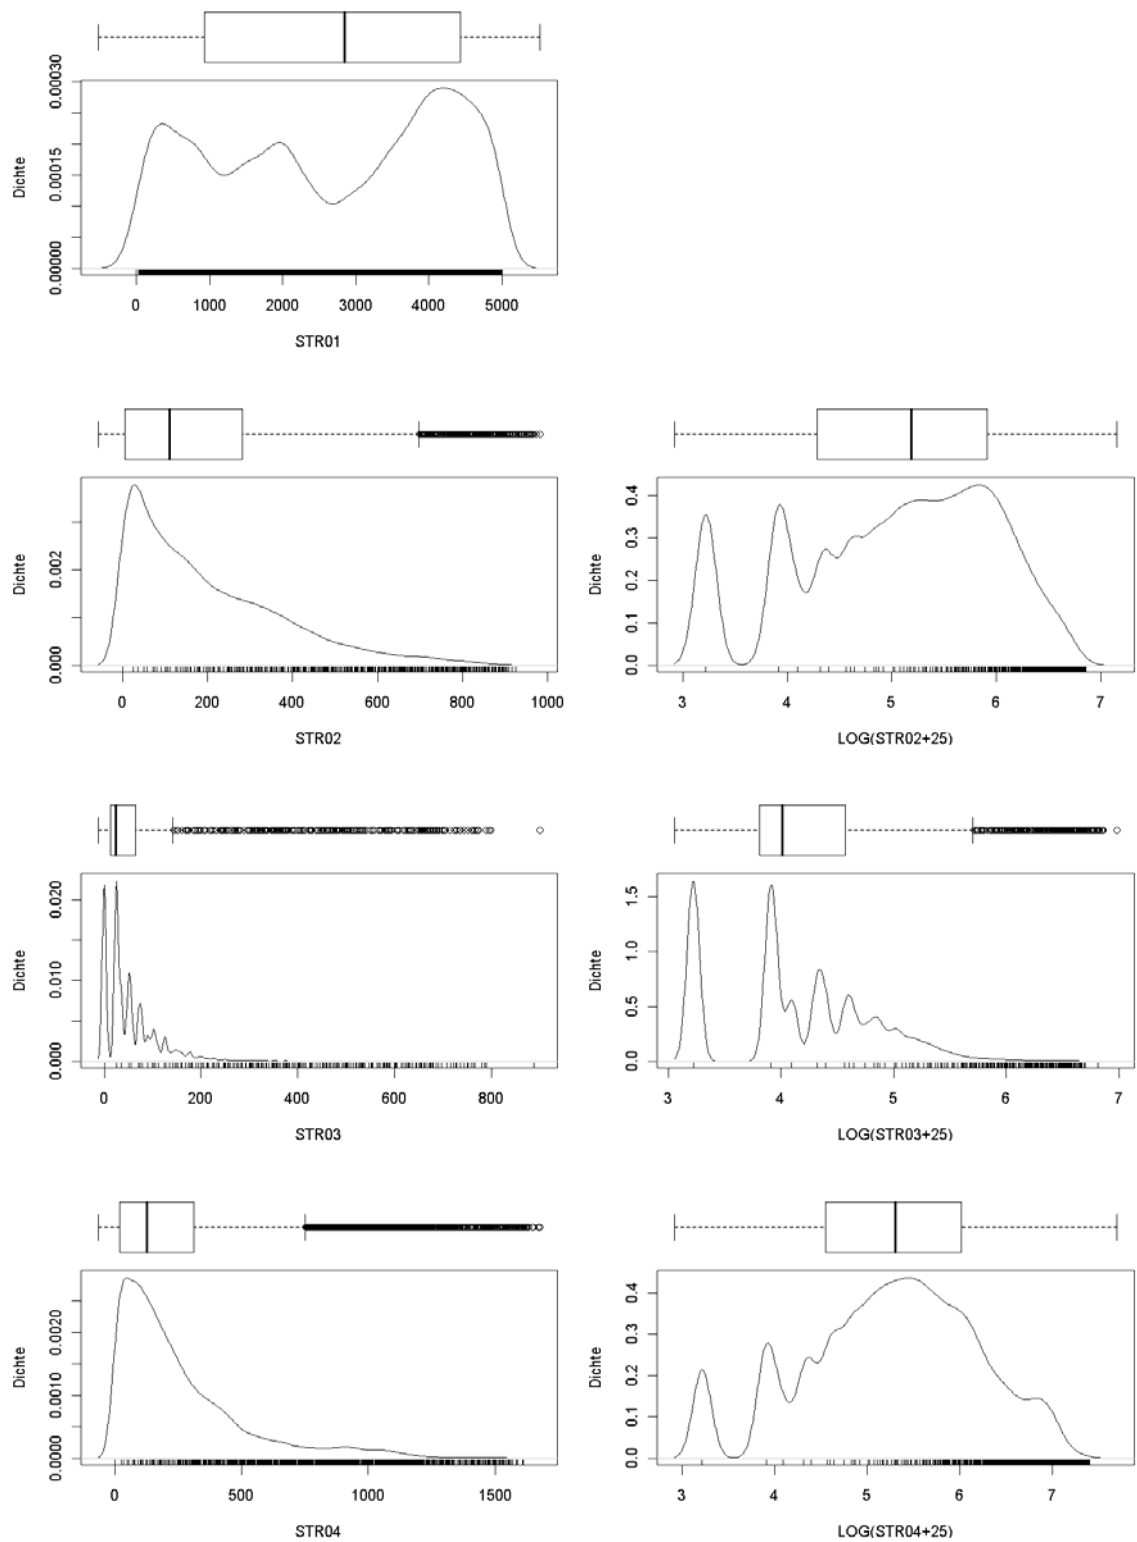 Dichte
0.00000 0.00015 0.00030
0 1000 2000 3000 4000 5000
STR01
Dichte
0.000 0.002
0 200 400 600 800 1000
STR02
Dichte
0.0 0.1 0.2 0.3 0.4
3 4 5 6 7
LOG(STR02+25)
Dichte
0.000 0.010 0.020
0 200 400 600 800
STR03
Dichte
0.0 0.5 1.0 1.5
3 4 5 6 7
LOG(STR03+25)
Dichte
0.0000 0.0010 0.0020
0 500 1000 1500
STR04
Dichte
0.0 0.1 0.2 0.3 0.4
3 4 5 6 7
LOG(STR04+25)